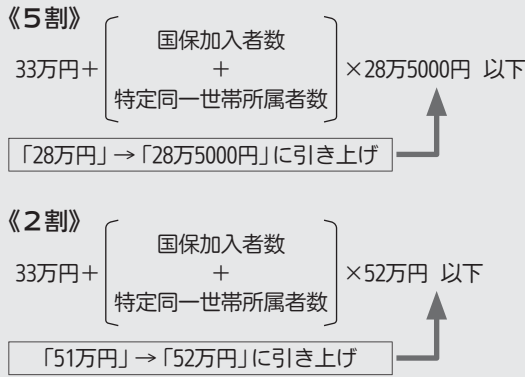 《5割》
国保加入者数
33万円＋ ＋ ×28万5000円 以下
特定同一世帯所属者数
「28万円」→「28万5000円」に引き上げ
《2割》
国保加入者数
33万円＋ ＋ ×52万円 以下
特定同一世帯所属者数
「51万円」→「52万円」に引き上げ